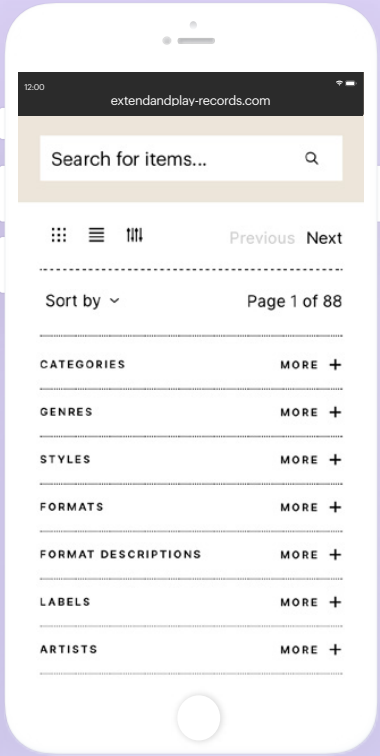 12:00
extendandplay-records.com
Search for items...
Previous Next
Sort by Page 1 of 88
CATEGORIES MORE +
GENRES MORE +
STYLES MORE +
FORMATS MORE +
FORMAT DESCRIPTIONS MORE +
LABELS MORE +
ARTISTS MORE +